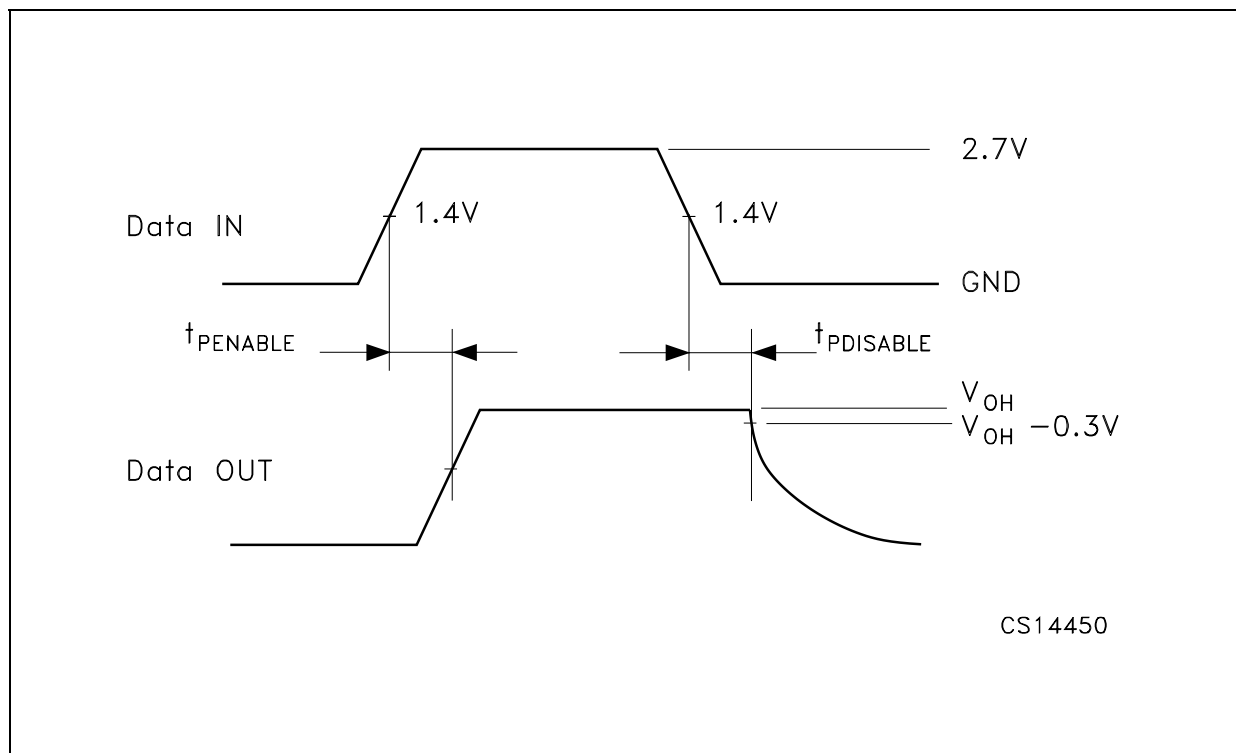 2.7V
1.4V
1.4V
Data IN
GND
tPENABLE
tPDISABLE
VOH
VOH -0.3V
Data OUT
CS14450